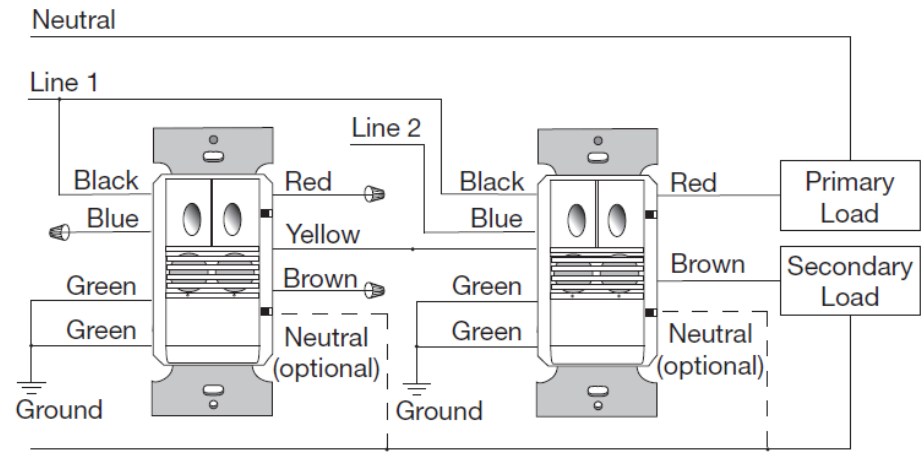 Neutral
Line 1
Line 2
Black
Red
Black
Red
Primary
Load
Blue
Blue
Yellow
Brown
Secondary
Load
Green
Brown
Green
Green
Neutral
(optional)
Green
Neutral
(optional)
Ground
Ground